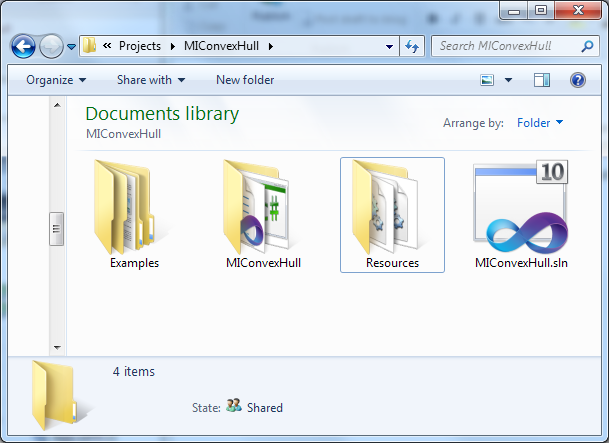 « Projects MIConvexHull
Search MIConvexHull
Organize Share with New folder
Documents library
MIConvexHull
Arrange by: Folder
10
Examples MIConvexHull Resources MIConvexHull.sln
4 items
State: Shared